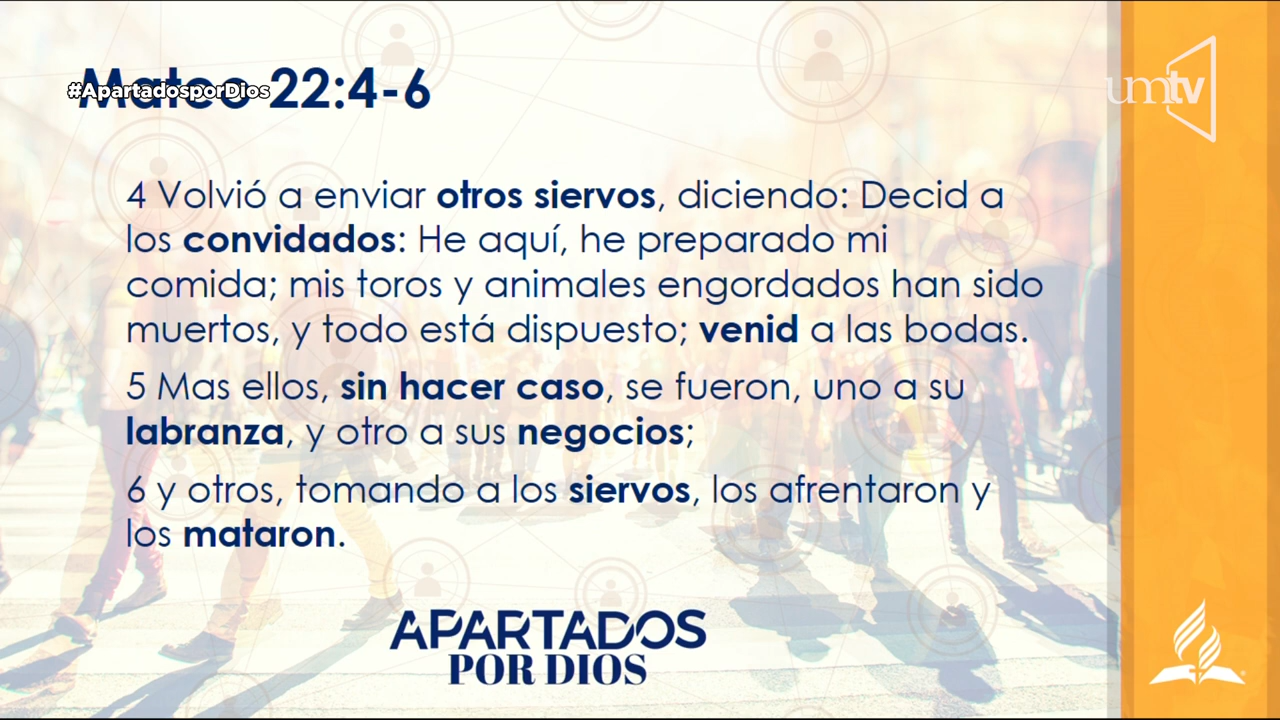 Mateo 22:4-6
#ApartadosporDios
umtv
4 Volvió a enviar otros siervos, diciendo: Decid a
los convidados: He aquí, he preparado mi
comida; mis toros y animales engordados han sido
muertos, y todo está dispuesto; venid a las bodas.
5 Mas ellos, sin hacer caso, se fueron, uno a su
labranza, y otro a sus negocios;
6 y otros, tomando a los siervos, los afrentaron y
los mataron.
APARTADOS
POR DIOS